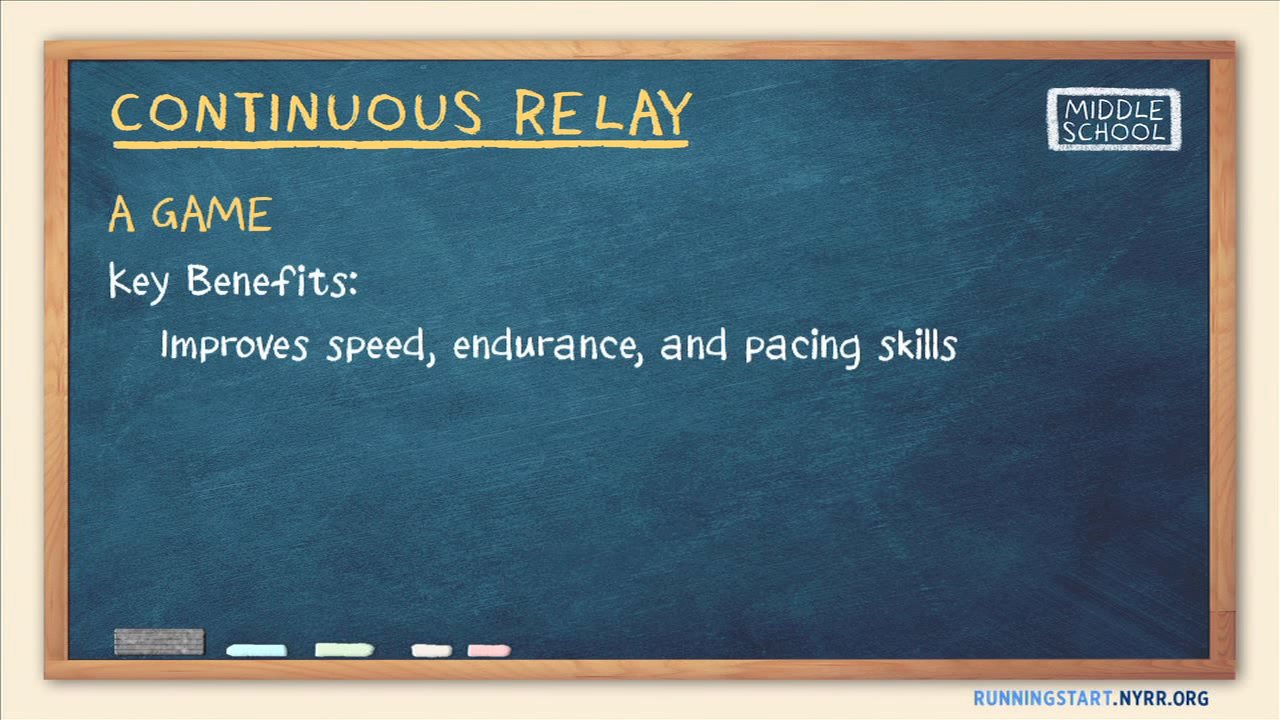 CONTINUOUS RELAY
MIDDLE
SCHOOL
A GAME
Key Benefits:
Improves speed, endurance, and pacing skills
RUNNINGSTART.NYRR.ORG